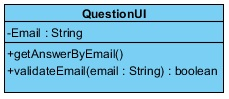 QuestionUI
-Email : String
+getAnswerByEmail()
+validateEmail(email : String) : boolean